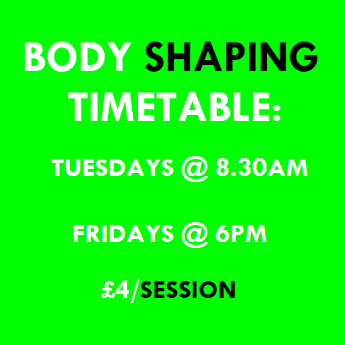 BODY SHAPING
TIMETABLE:
TUESDAYS @ 8.30AM
FRIDAYS @ 6PM
£4/SESSION